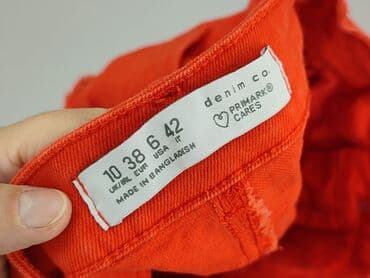 denim co.
PRIMARK®
CARES
10 38 6 42
UK/IRL EUR USA IT
MADE IN BANGLADESH